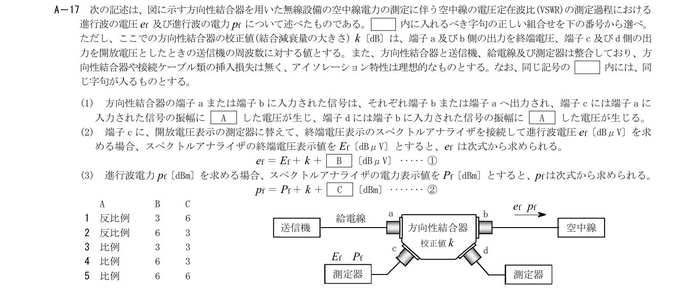 A－17 次の記述は、図に示す方向性結合器を用いた無線設備の空中線電力の測定に伴う空中線の電圧定在波比(VSWR)の測定過程における
進行波の電圧 ef 及び進行波の電力 pf について述べたものである。□内に入れるべき字句の正しい組合せを下の番号から選べ。
ただし、ここでの方向性結合器の校正値(結合減衰量の大きさ) k〔dB〕は、端子 a 及び b 側の出力を終端電圧、端子 c 及び d 側の出
力を開放電圧としたときの送信機の周波数に対する値とする。また、方向性結合器と送信機、給電線及び測定器は整合しており、方
向性結合器や接続ケーブル類の挿入損失は無く、アイソレーション特性は理想的なものとする。なお、同じ記号の□内には、同
じ字句が入るものとする。
(1) 方向性結合器の端子 a または端子 b に入力された信号は、それぞれ端子 b または端子 a へ出力され、端子 c には端子 a に
入力された信号の振幅に A した電圧が生じ、端子 d には端子 b に入力された信号の振幅に A した電圧が生じる。
(2) 端子 c に、開放電圧表示の測定器に替えて、終端電圧表示のスペクトルアナライザを接続して進行波電圧 ef〔dBμV〕を求
める場合、スペクトルアナライザの終端電圧表示値を Ef〔dBμV〕とすると、ef は次式から求められる。
ef＝Ef＋k＋ B 〔dBμV〕 ・・・・・ ①
(3) 進行波電力 pf〔dBm〕を求める場合、スペクトルアナライザの電力表示値を Pf〔dBm〕とすると、pf は次式から求められる。
pf＝Pf＋k＋ C 〔dBm〕 ・・・・・・・ ②
A B C
1 反比例 3 6
2 反比例 6 3
3 比例 3 3
4 比例 6 3
5 比例 6 6
ef pf
送信機 給電線 a 方向性結合器 b 空中線
校正値 k
c d
Ef Pf
測定器 測定器